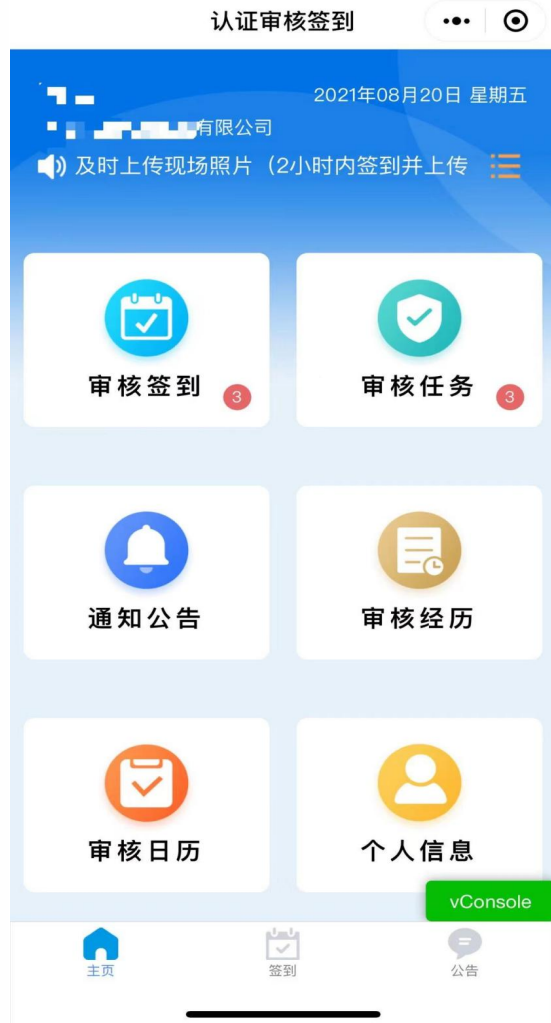 认证审核签到
2021年08月20日 星期五
有限公司
及时上传现场照片（2小时内签到并上传
审核签到 3
审核任务 3
通知公告
审核经历
审核日历
个人信息
vConsole
主页
签到
公告